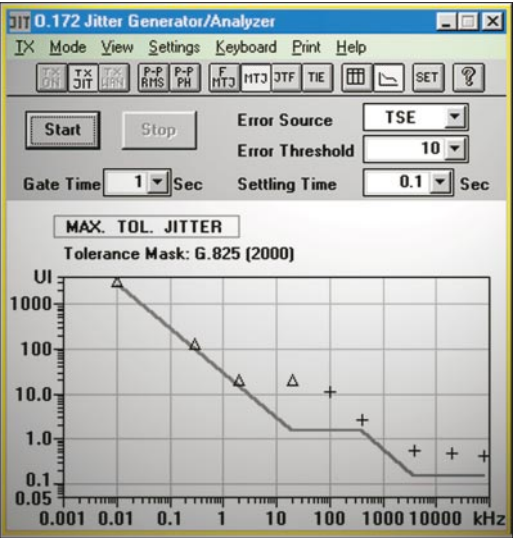 JIT O.172 Jitter Generator/Analyzer
TX Mode View Settings Keyboard Print Help
TX ON TX JIT TX WAN P-P RMS P-P PH F MTJ MTJ JTF TIE SET ?
Start Stop Error Source TSE
Error Threshold 10
Gate Time 1 Sec Settling Time 0.1 Sec
MAX. TOL. JITTER
Tolerance Mask: G.825 (2000)
UI
1000
100
10.0
1.0
0.1
0.05
0.001 0.01 0.1 1 10 100 1000 10000 kHz